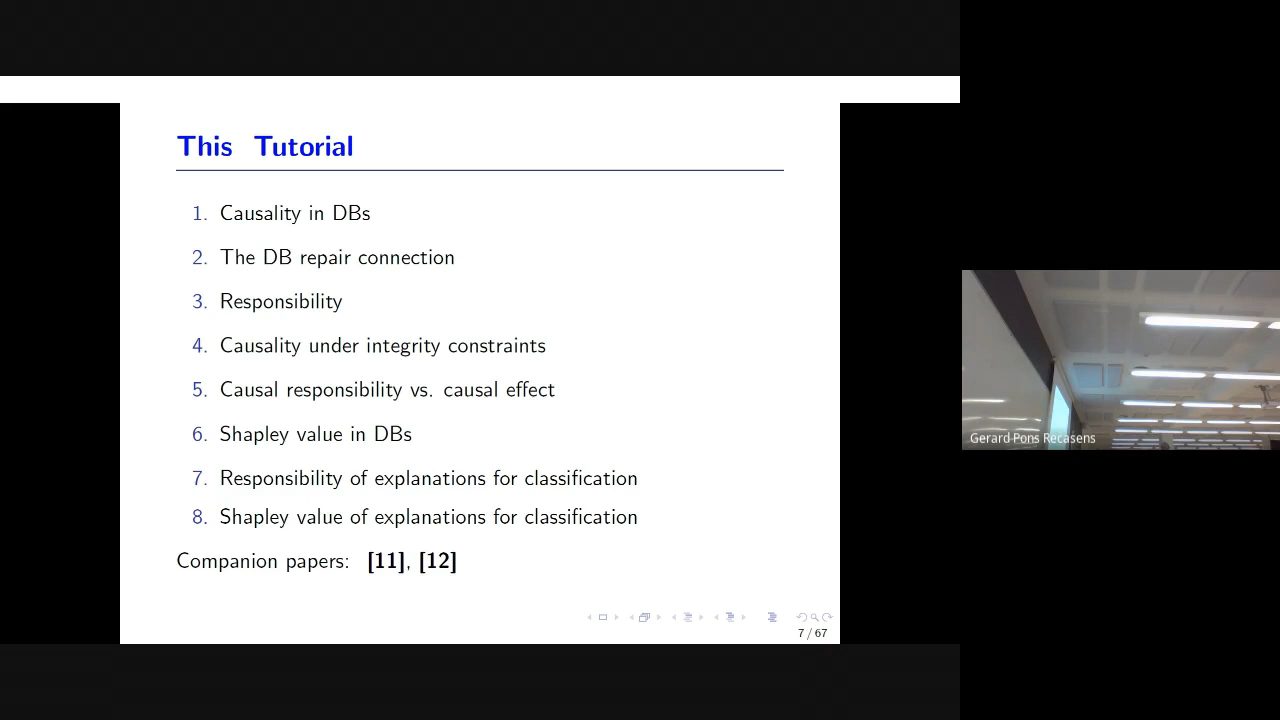 This Tutorial
1. Causality in DBs
2. The DB repair connection
3. Responsibility
4. Causality under integrity constraints
5. Causal responsibility vs. causal effect
6. Shapley value in DBs
7. Responsibility of explanations for classification
8. Shapley value of explanations for classification
Companion papers: [11], [12]
7 / 67
Gerard Pons Recasens